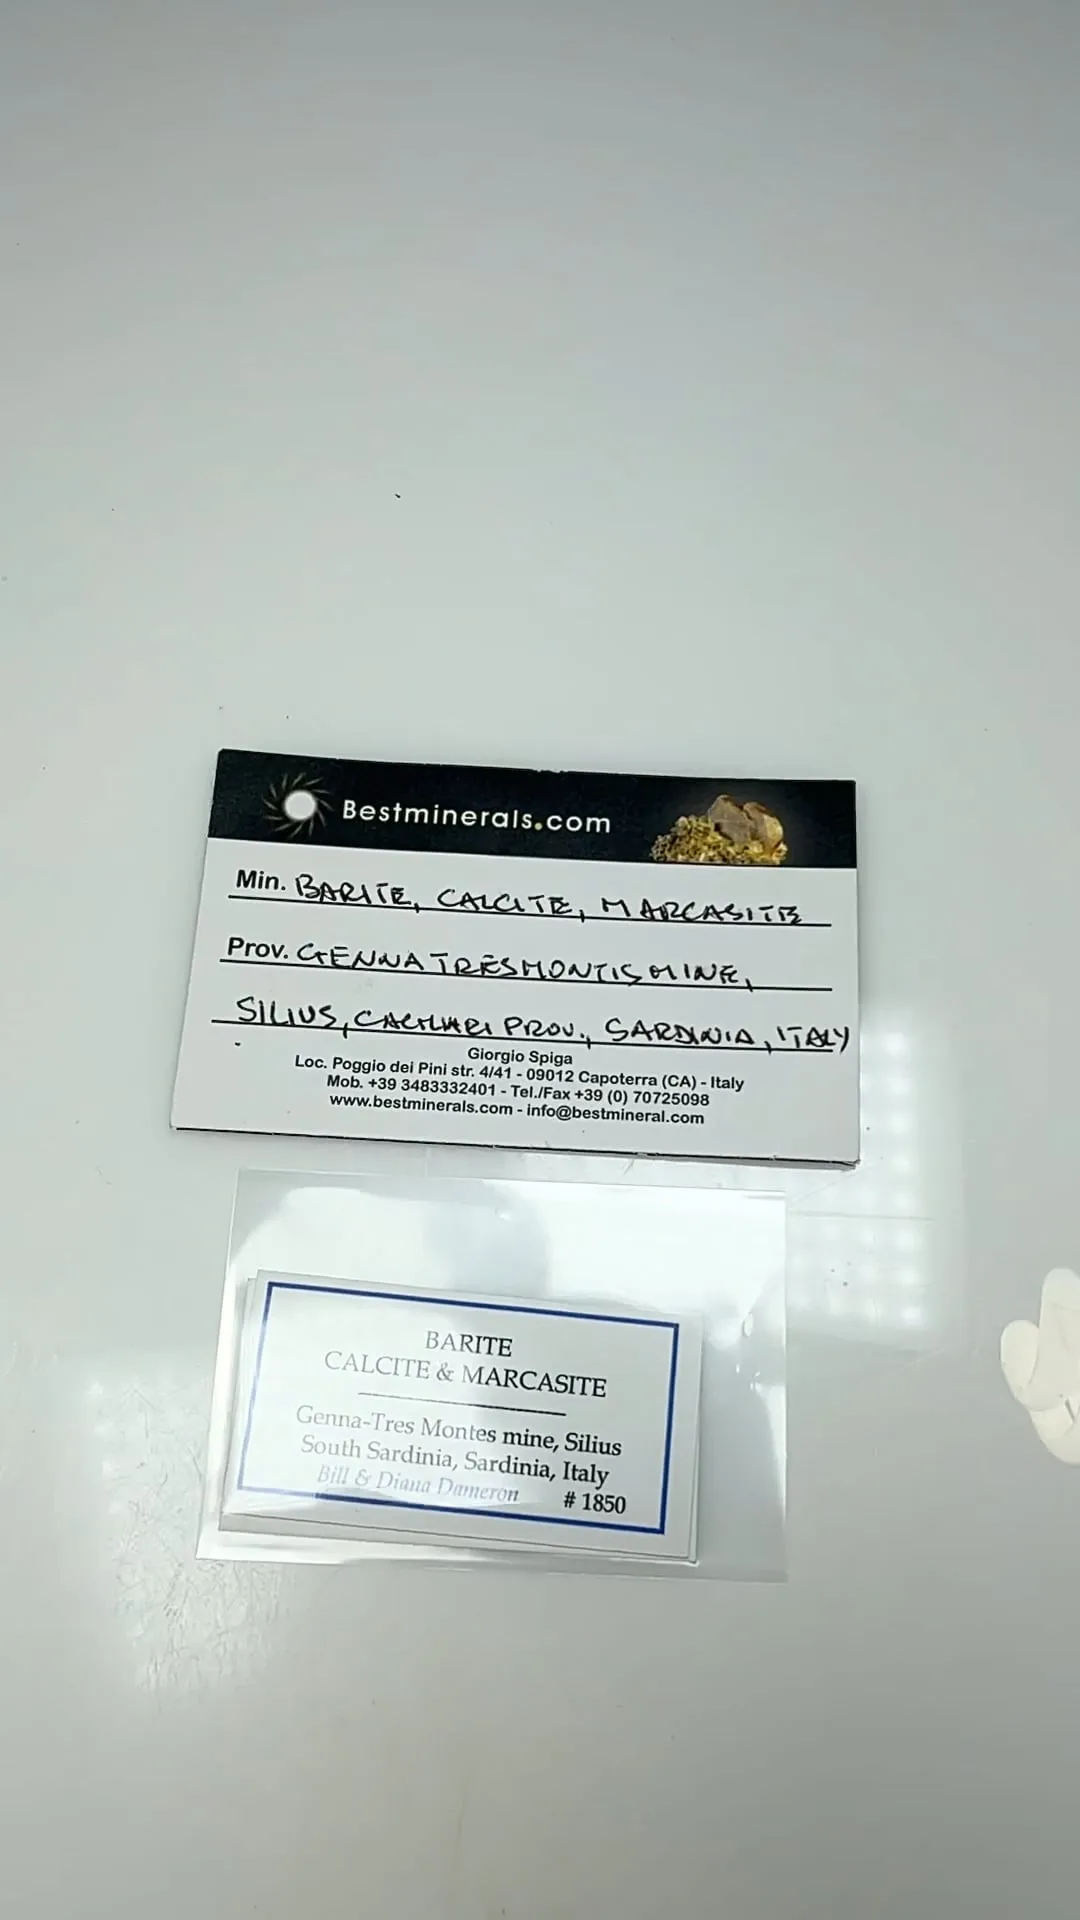 Bestminerals.com
Min. BARITE, CALCITE, MARCASITE
Prov. GENNA TRES MONTIS MINE,
SILIUS, CAGLIARI PROV., SARDINIA, ITALY
Giorgio Spiga
Loc. Poggio dei Pini str. 4/41 - 09012 Capoterra (CA) - Italy
Mob. +39 3483332401 - Tel./Fax +39 (0) 70725098
www.bestminerals.com - info@bestmineral.com
BARITE
CALCITE & MARCASITE
Genna-Tres Montes mine, Silius
South Sardinia, Sardinia, Italy
Bill & Diana Dameron # 1850